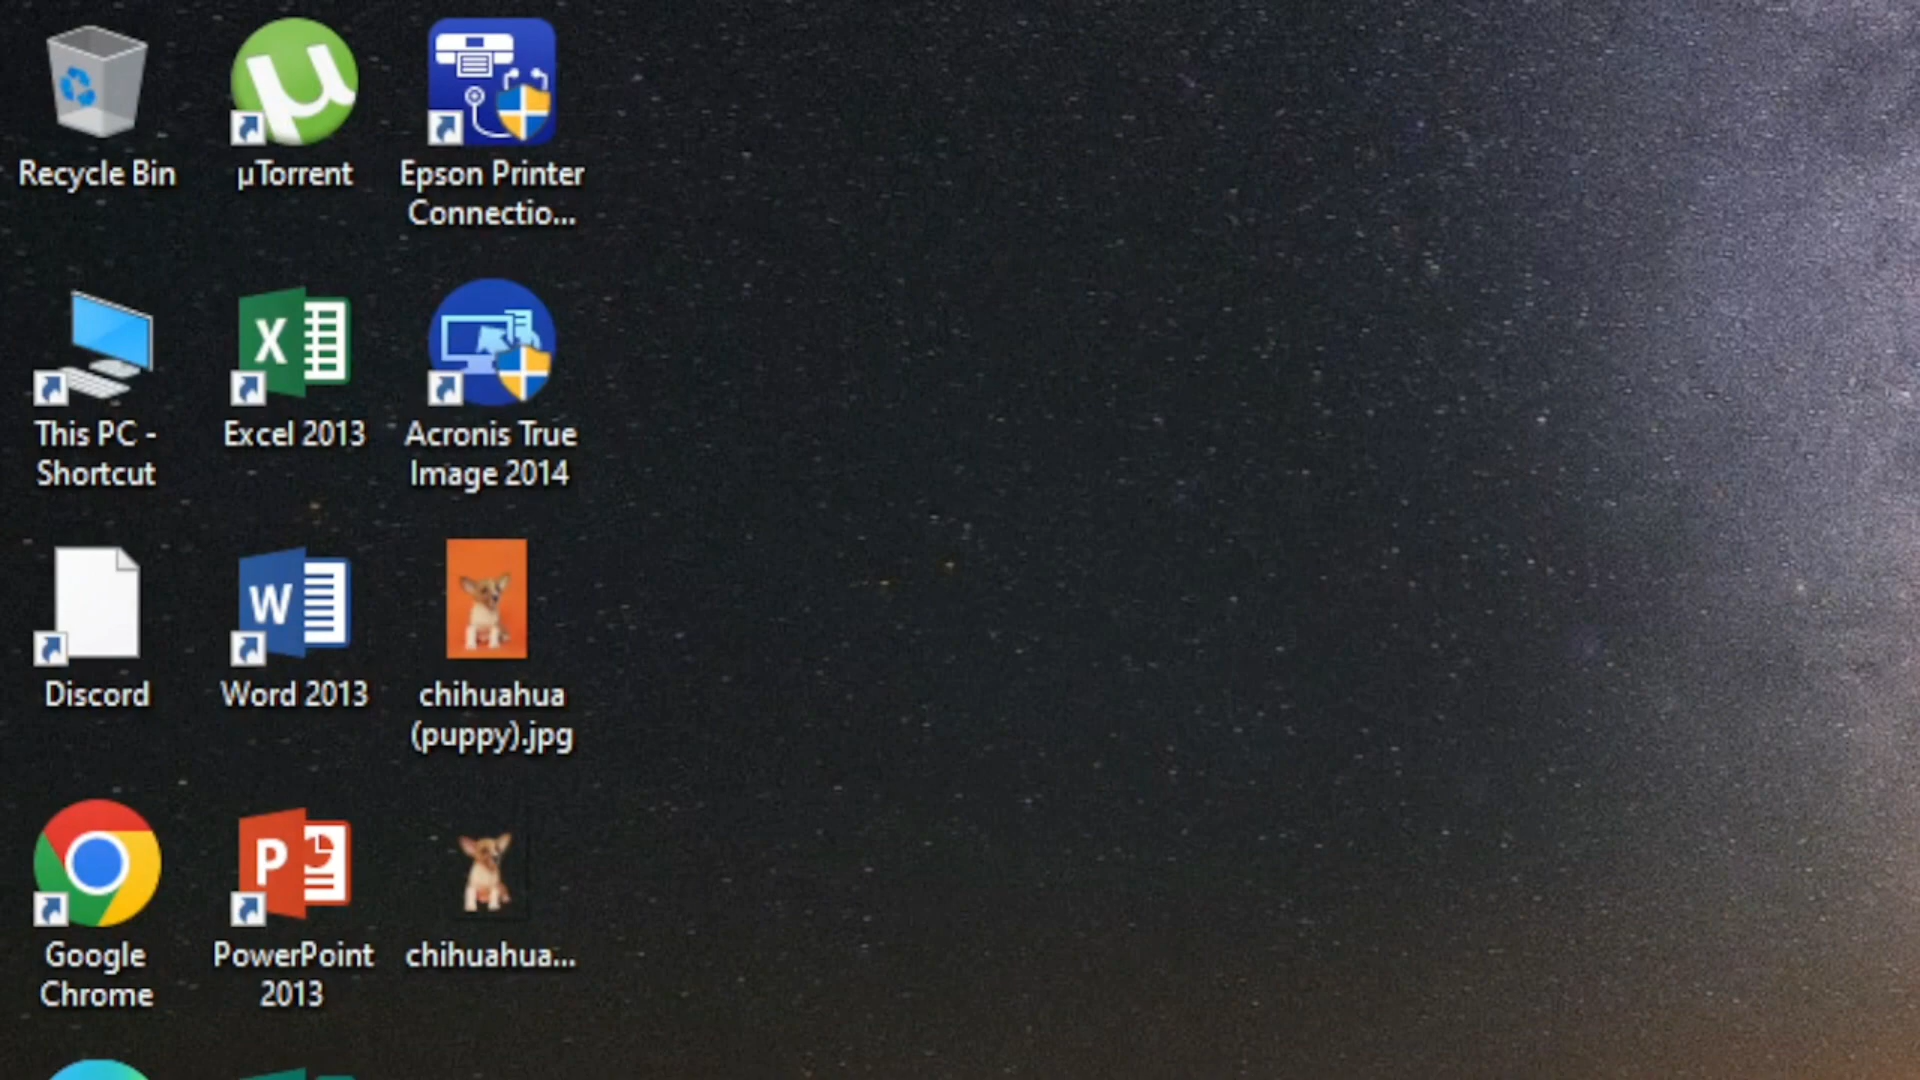 Recycle Bin
µTorrent
Epson Printer
Connectio...
This PC -
Shortcut
X
Excel 2013
Acronis True
Image 2014
Discord
W
Word 2013
chihuahua
(puppy).jpg
Google
Chrome
P
PowerPoint
2013
chihuahua...